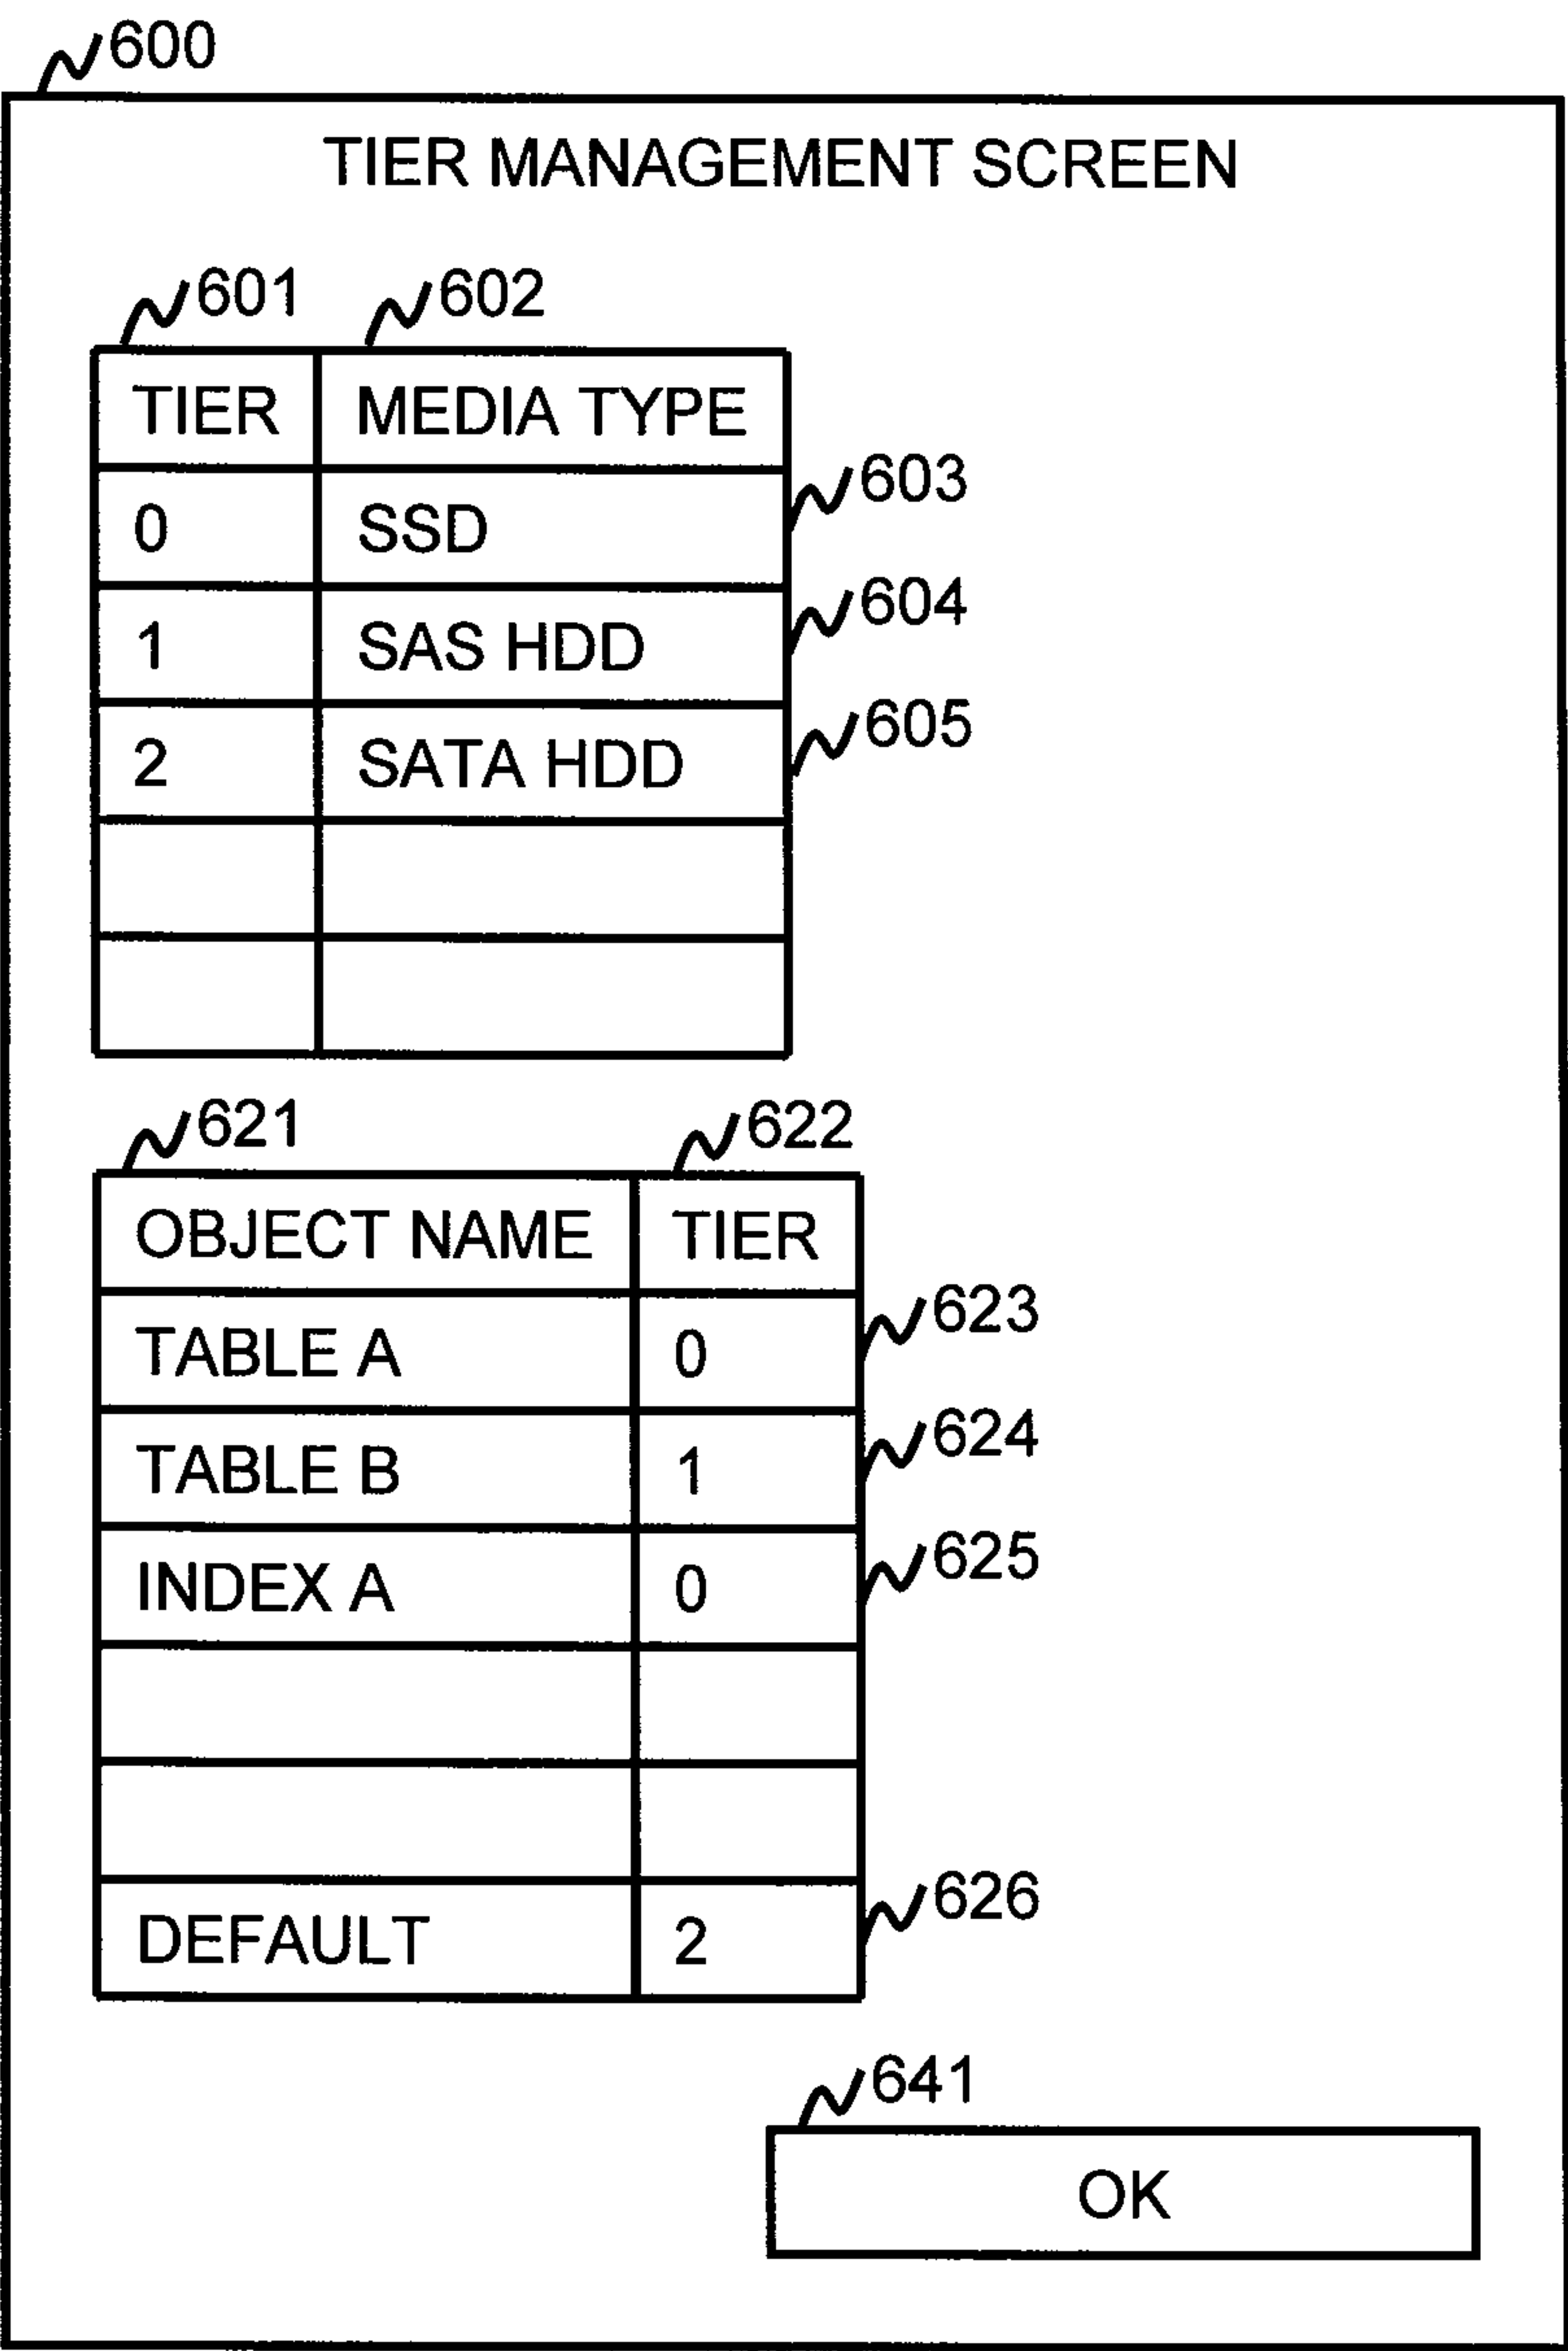 600
TIER MANAGEMENT SCREEN
601 602
TIER MEDIA TYPE
603
0 SSD
604
1 SAS HDD
605
2 SATA HDD
621 622
OBJECT NAME TIER
623
TABLE A 0
624
TABLE B 1
625
INDEX A 0
626
DEFAULT 2
641
OK